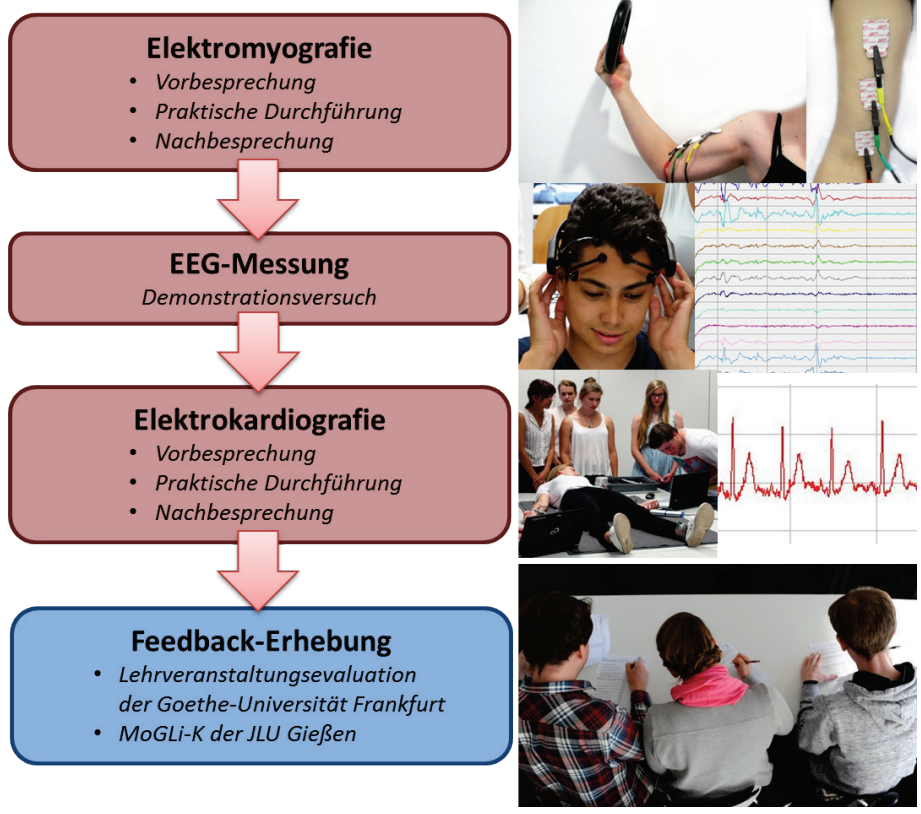 Elektromyografie
• Vorbesprechung
• Praktische Durchführung
• Nachbesprechung
EEG-Messung
Demonstrationsversuch
Elektrokardiografie
• Vorbesprechung
• Praktische Durchführung
• Nachbesprechung
Feedback-Erhebung
• Lehrveranstaltungsevaluation
der Goethe-Universität Frankfurt
• MoGLi-K der JLU Gießen